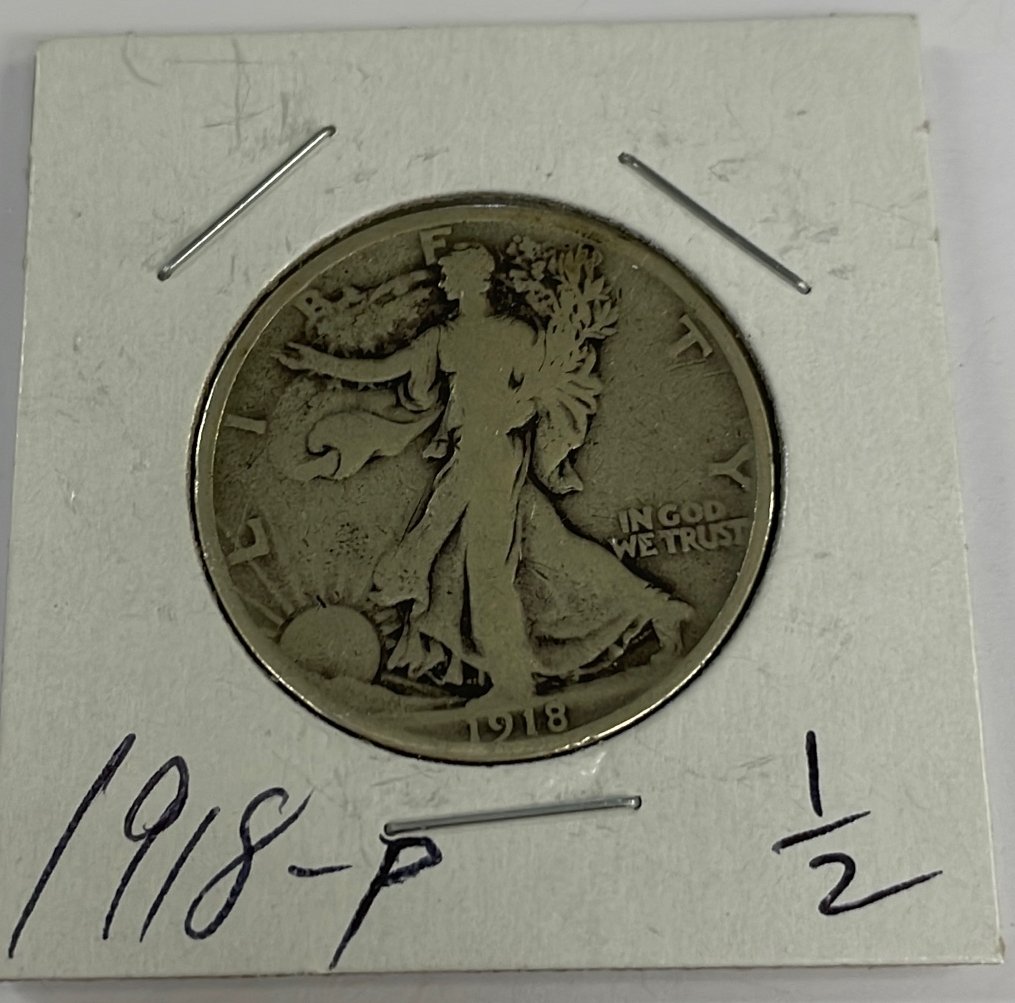 LIBERTY
IN GOD
WE TRUST
1918
1918-P
1/2